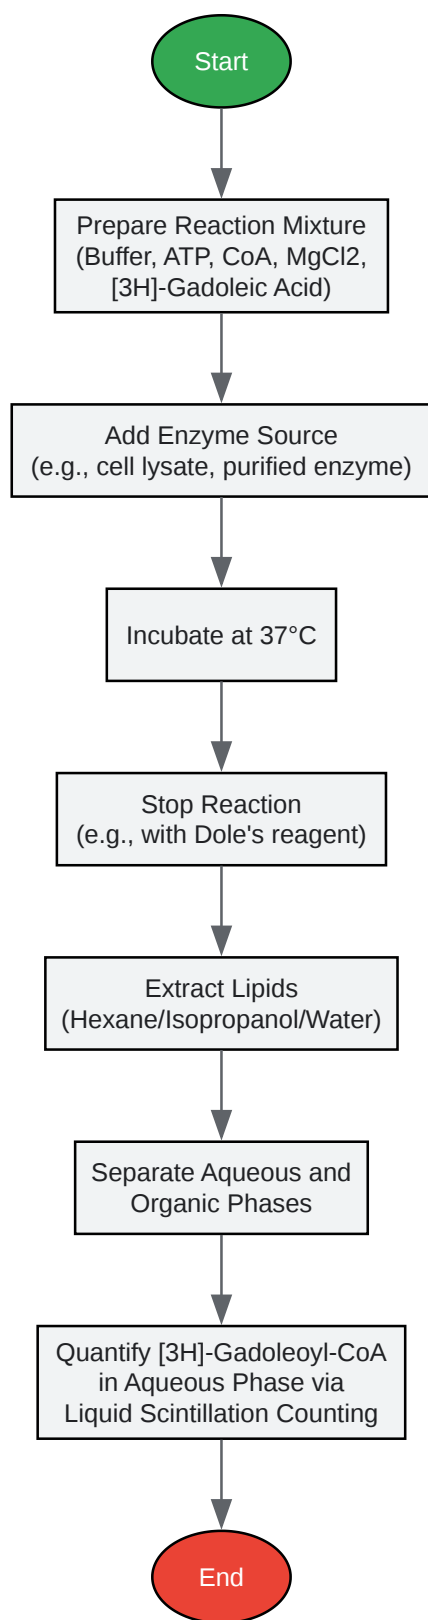 Start
Prepare Reaction Mixture
(Buffer, ATP, CoA, MgCl2,
[3H]-Gadoleic Acid)
Add Enzyme Source
(e.g., cell lysate, purified enzyme)
Incubate at 37°C
Stop Reaction
(e.g., with Dole's reagent)
Extract Lipids
(Hexane/Isopropanol/Water)
Separate Aqueous and
Organic Phases
Quantify [3H]-Gadoleoyl-CoA
in Aqueous Phase via
Liquid Scintillation Counting
End